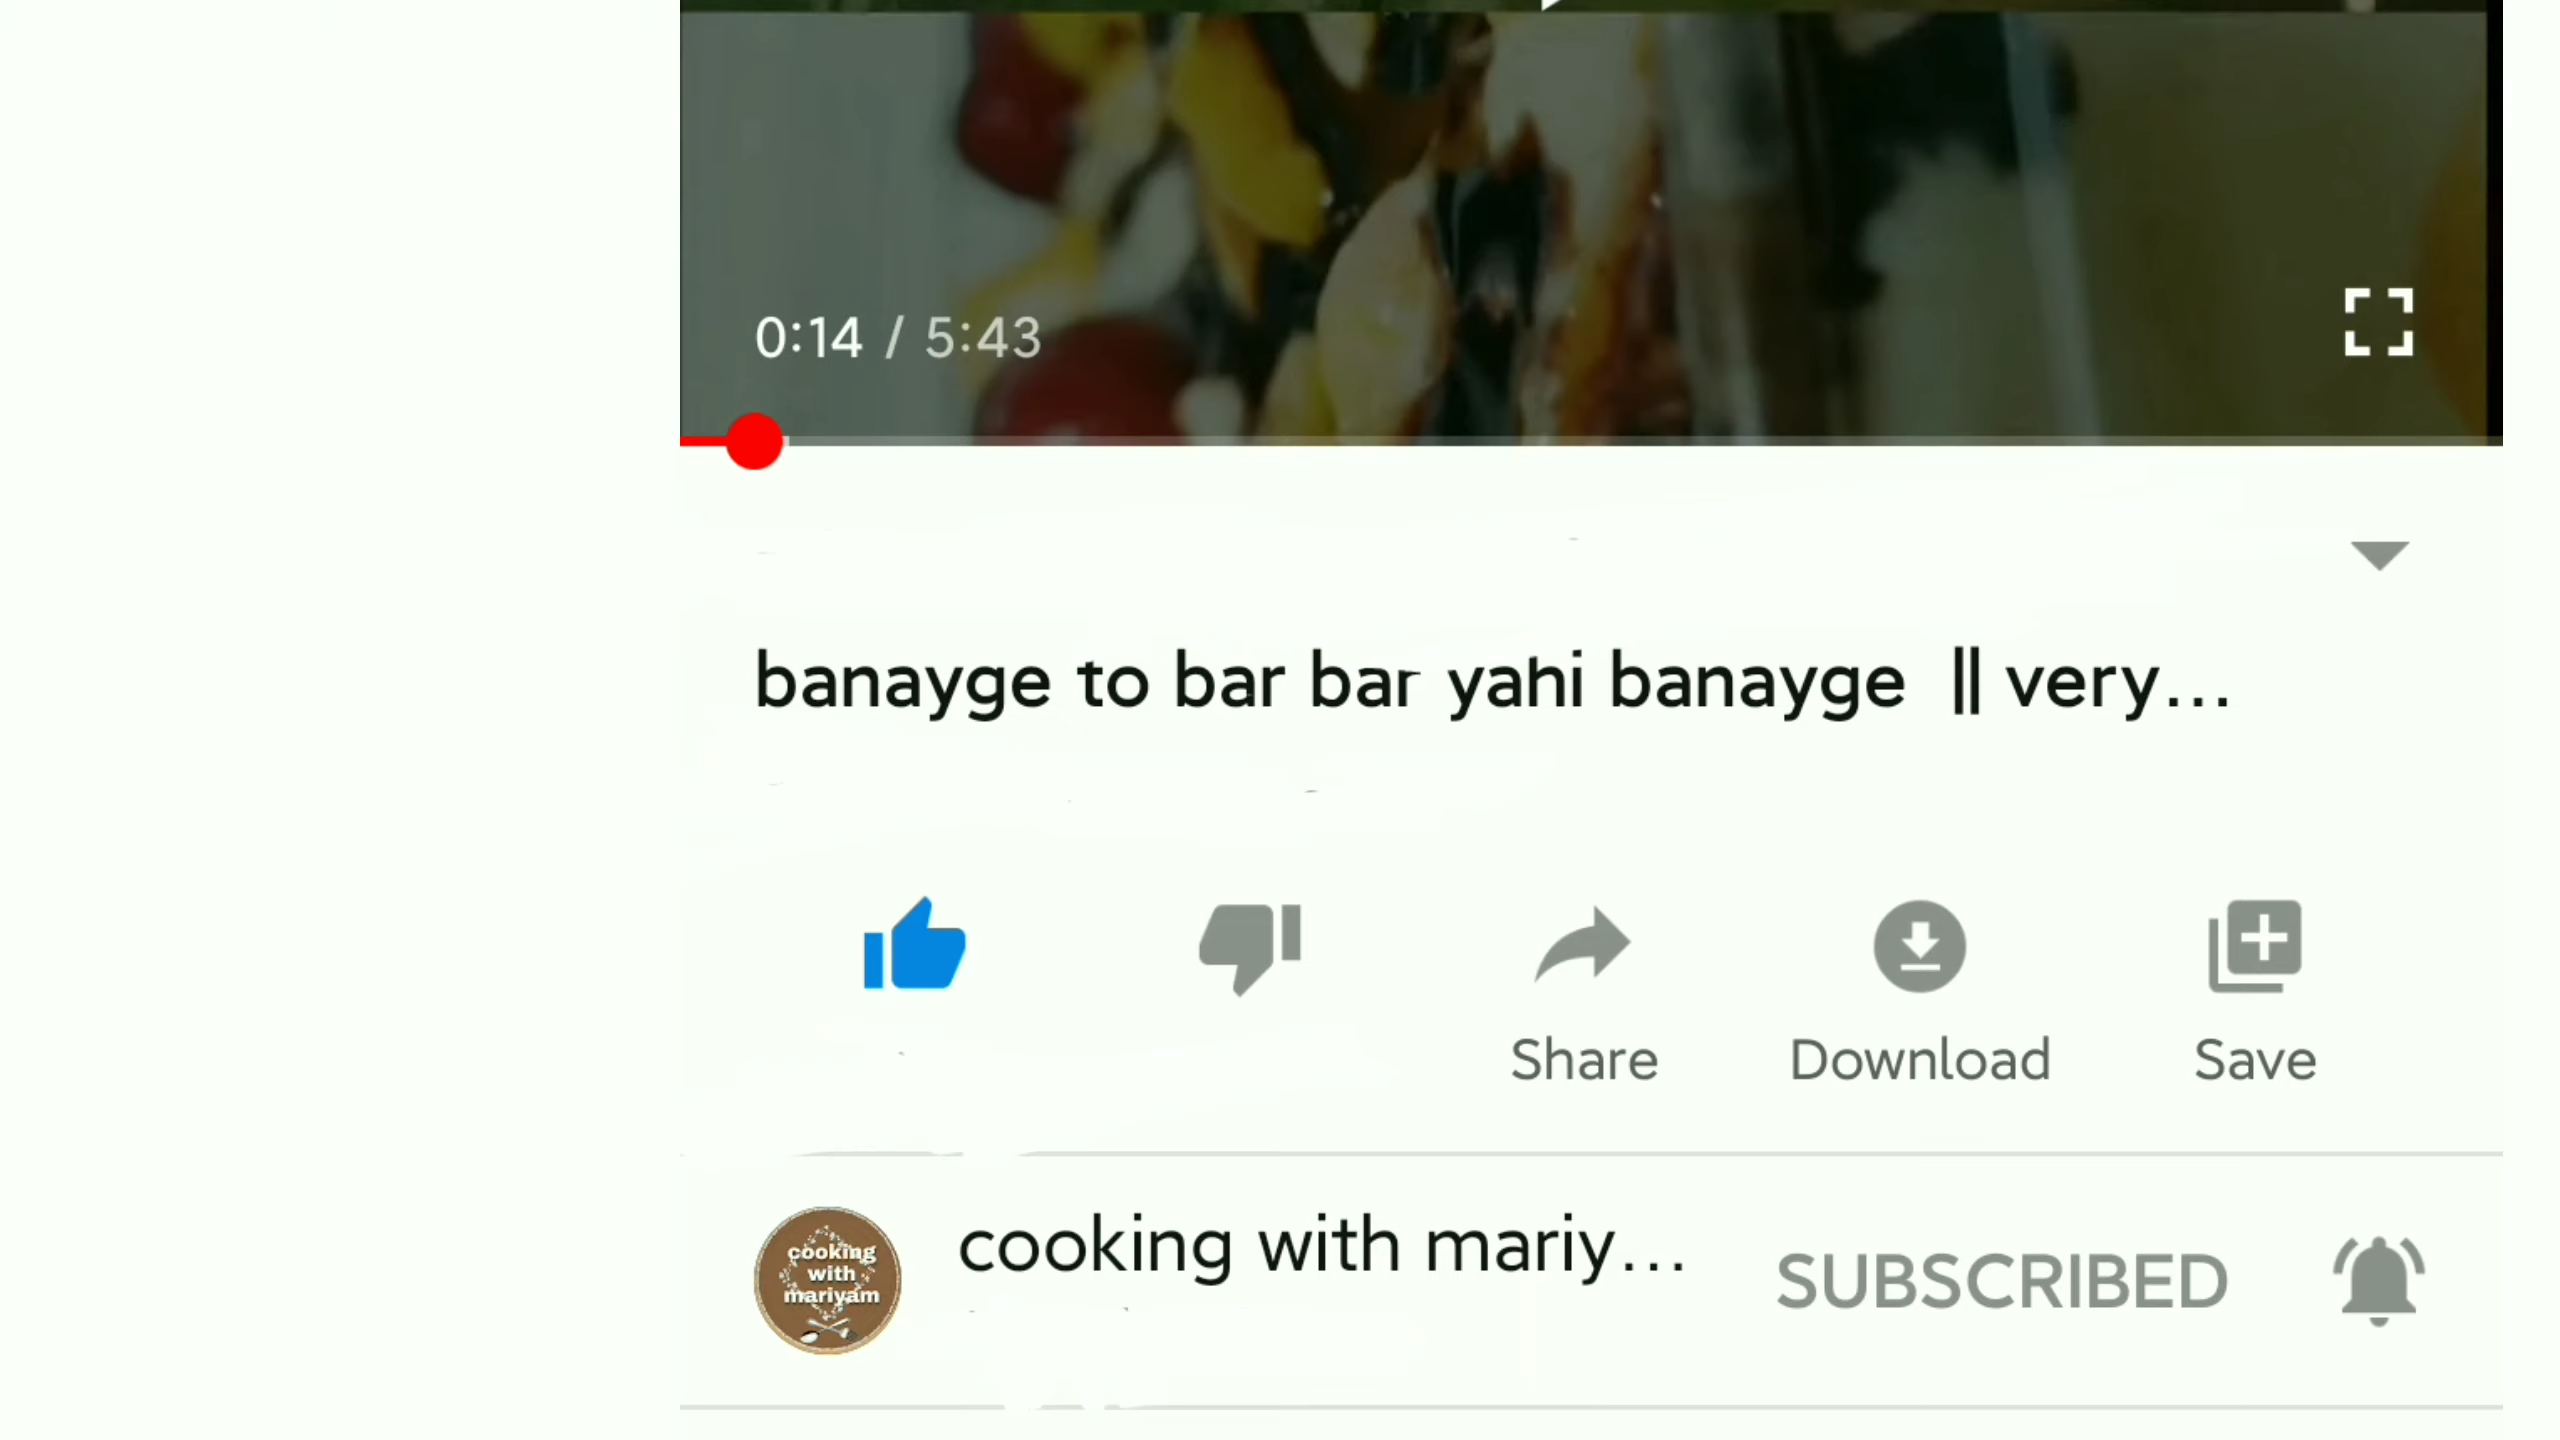 0:14 / 5:43
banayge to bar bar yahi banayge || very...
Share
Download
Save
cooking
with
mariyam
cooking with mariy...
SUBSCRIBED